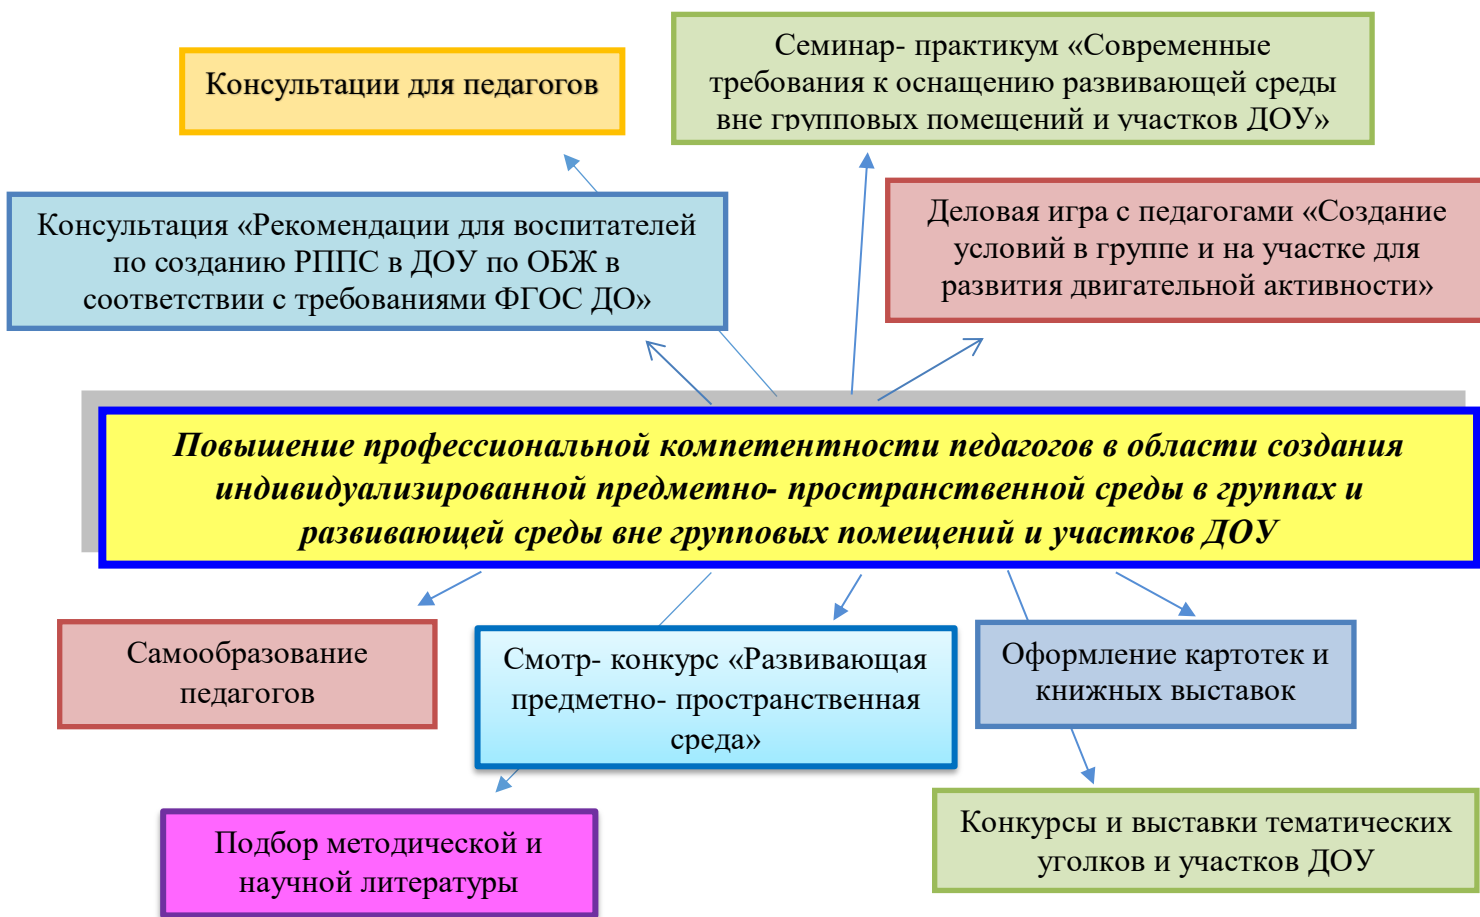 Консультации для педагогов
Семинар- практикум «Современные
требования к оснащению развивающей среды
вне групповых помещений и участков ДОУ»
Консультация «Рекомендации для воспитателей
по созданию РППС в ДОУ по ОБЖ в
соответствии с требованиями ФГОС ДО»
Деловая игра с педагогами «Создание
условий в группе и на участке для
развития двигательной активности»
Повышение профессиональной компетентности педагогов в области создания
индивидуализированной предметно- пространственной среды в группах и
развивающей среды вне групповых помещений и участков ДОУ
Самообразование
педагогов
Смотр- конкурс «Развивающая
предметно- пространственная
среда»
Оформление картотек и
книжных выставок
Подбор методической и
научной литературы
Конкурсы и выставки тематических
уголков и участков ДОУ